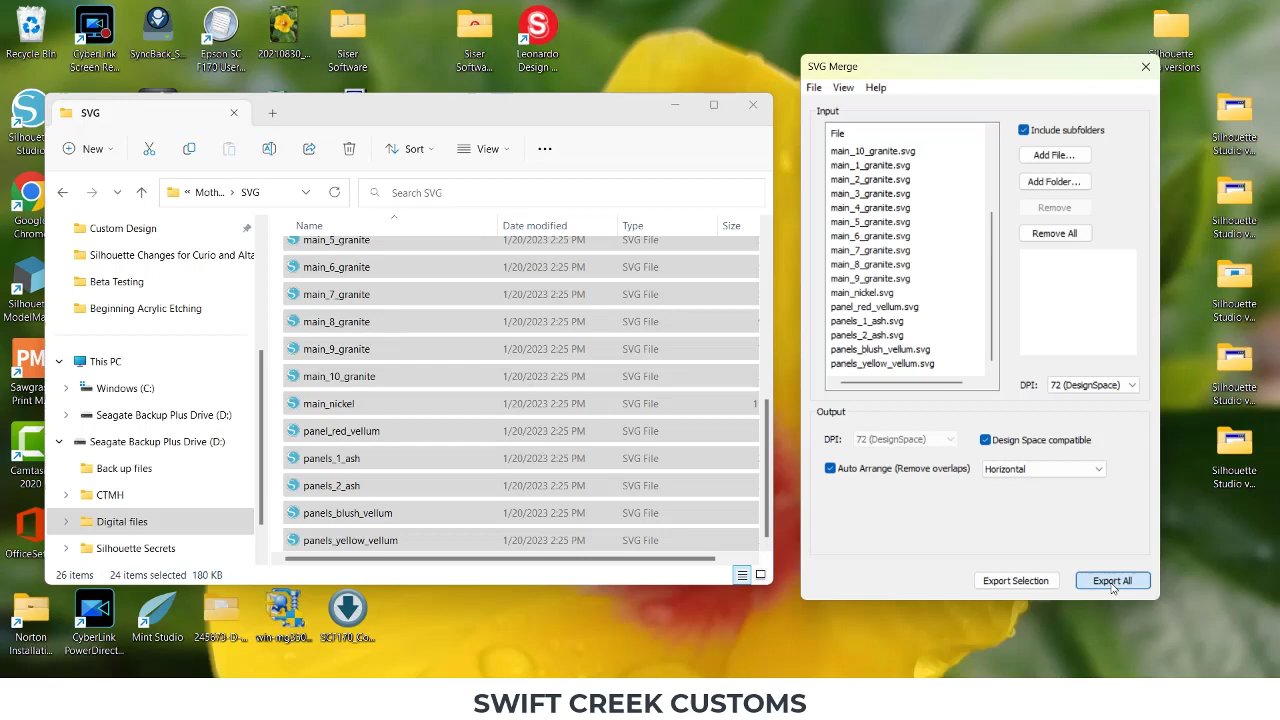 Recycle Bin
CyberLink
Screen Re...
SyncBack_S...
Epson SC
F170 User...
20210830_...
Siser
Software
Siser
Softwa...
Leonardo
Design ...
Silhouette
versions
Silhouette
Studio
Google
Chrome
Silhouette
ModelMa...
Sawgrass
Print M...
Camtasia
2020
OfficeSet...
Norton
Installati...
CyberLink
PowerDirect...
Mint Studio
245873-D-...
win-mg350...
SCF170_Co...
Silhouette
Studio v...
Silhouette
Studio v...
Silhouette
Studio v...
Silhouette
Studio v...
Silhouette
Studio v...
SVG
New
Sort
View
« Moth... > SVG
Search SVG
Custom Design
Silhouette Changes for Curio and Alta
Beta Testing
Beginning Acrylic Etching
This PC
Windows (C:)
Seagate Backup Plus Drive (D:)
Seagate Backup Plus Drive (D:)
Back up files
CTMH
Digital files
Silhouette Secrets
Name Date modified Type Size
main_5_granite 1/20/2023 2:25 PM SVG File
main_6_granite 1/20/2023 2:25 PM SVG File
main_7_granite 1/20/2023 2:25 PM SVG File
main_8_granite 1/20/2023 2:25 PM SVG File
main_9_granite 1/20/2023 2:25 PM SVG File
main_10_granite 1/20/2023 2:25 PM SVG File
main_nickel 1/20/2023 2:25 PM SVG File 1
panel_red_vellum 1/20/2023 2:25 PM SVG File
panels_1_ash 1/20/2023 2:25 PM SVG File
panels_2_ash 1/20/2023 2:25 PM SVG File
panels_blush_vellum 1/20/2023 2:25 PM SVG File
panels_yellow_vellum 1/20/2023 2:25 PM SVG File
26 items 24 items selected 180 KB
SVG Merge
File View Help
Input
File
main_10_granite.svg
main_1_granite.svg
main_2_granite.svg
main_3_granite.svg
main_4_granite.svg
main_5_granite.svg
main_6_granite.svg
main_7_granite.svg
main_8_granite.svg
main_9_granite.svg
main_nickel.svg
panel_red_vellum.svg
panels_1_ash.svg
panels_2_ash.svg
panels_blush_vellum.svg
panels_yellow_vellum.svg
Include subfolders
Add File...
Add Folder...
Remove
Remove All
DPI: 72 (DesignSpace)
Output
DPI: 72 (DesignSpace) Design Space compatible
Auto Arrange (Remove overlaps) Horizontal
Export Selection Export All
SWIFT CREEK CUSTOMS